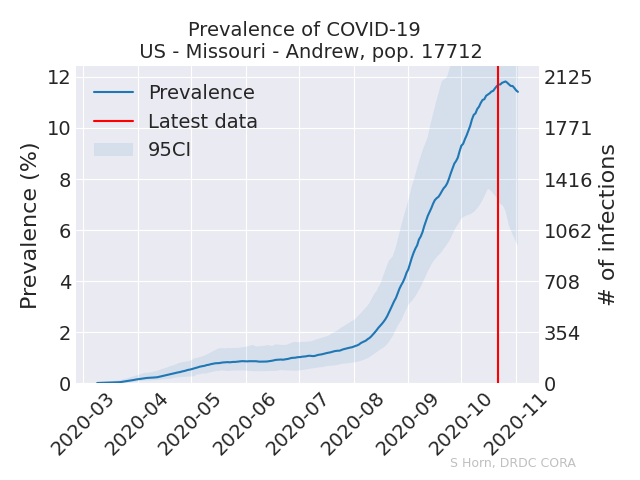 Prevalence of COVID-19
US - Missouri - Andrew, pop. 17712
Prevalence
Latest data
95CI
Prevalence (%)
12
10
8
6
4
2
0
2125
1771
1416
1062
708
354
0
# of infections
2020-03
2020-04
2020-05
2020-06
2020-07
2020-08
2020-09
2020-10
2020-11
S Horn, DRDC CORA